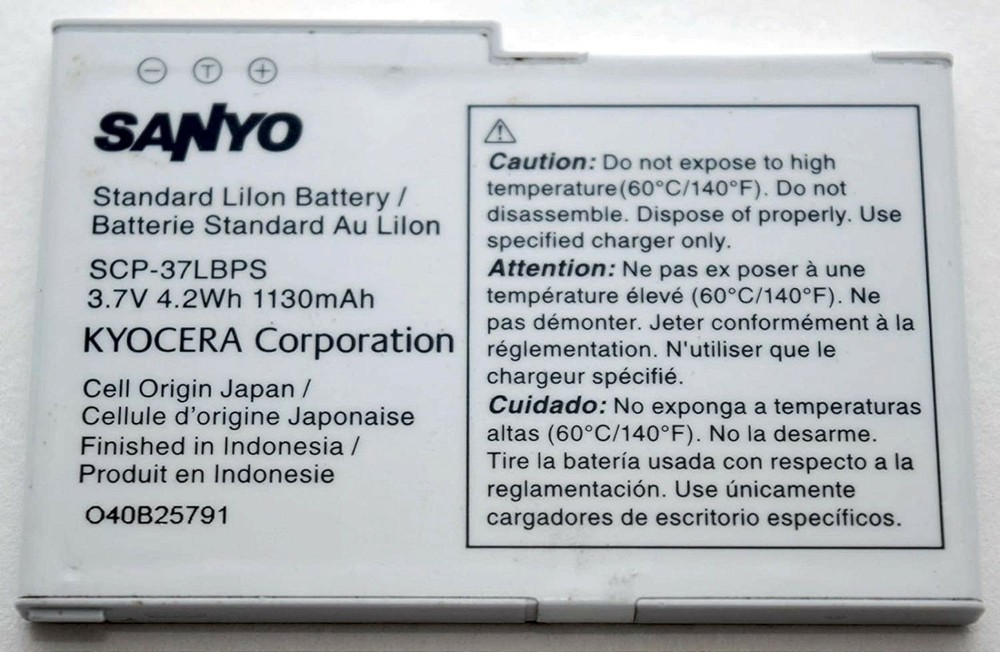 − T +
SANYO
Standard LiIon Battery /
Batterie Standard Au LiIon
SCP-37LBPS
3.7V 4.2Wh 1130mAh
KYOCERA Corporation
Cell Origin Japan /
Cellule d'origine Japonaise
Finished in Indonesia /
Produit en Indonesie
O40B25791
Caution: Do not expose to high
temperature(60°C/140°F). Do not
disassemble. Dispose of properly. Use
specified charger only.
Attention: Ne pas ex poser à une
température élevé (60°C/140°F). Ne
pas démonter. Jeter conformément à la
réglementation. N'utiliser que le
chargeur spécifié.
Cuidado: No exponga a temperaturas
altas (60°C/140°F). No la desarme.
Tire la batería usada con respecto a la
reglamentación. Use únicamente
cargadores de escritorio específicos.